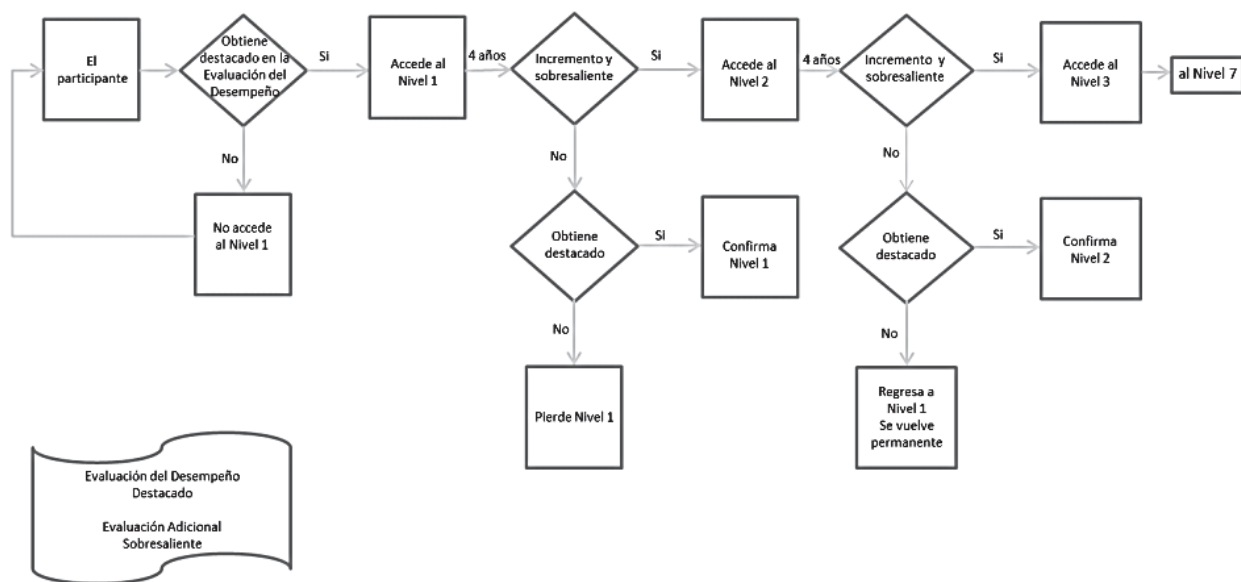 El
participante
Obtiene
destacado en la
Evaluación del
Desempeño
Si
Accede al
Nivel 1
4 años
Incremento y
sobresaliente
Si
Accede al
Nivel 2
4 años
Incremento y
sobresaliente
Si
Accede al
Nivel 3
al Nivel 7
No
No accede
al Nivel 1
No
Obtiene
destacado
Si
Confirma
Nivel 1
No
Obtiene
destacado
Si
Confirma
Nivel 2
No
Pierde Nivel 1
No
Regresa a
Nivel 1
Se vuelve
permanente
Evaluación del Desempeño
Destacado
Evaluación Adicional
Sobresaliente